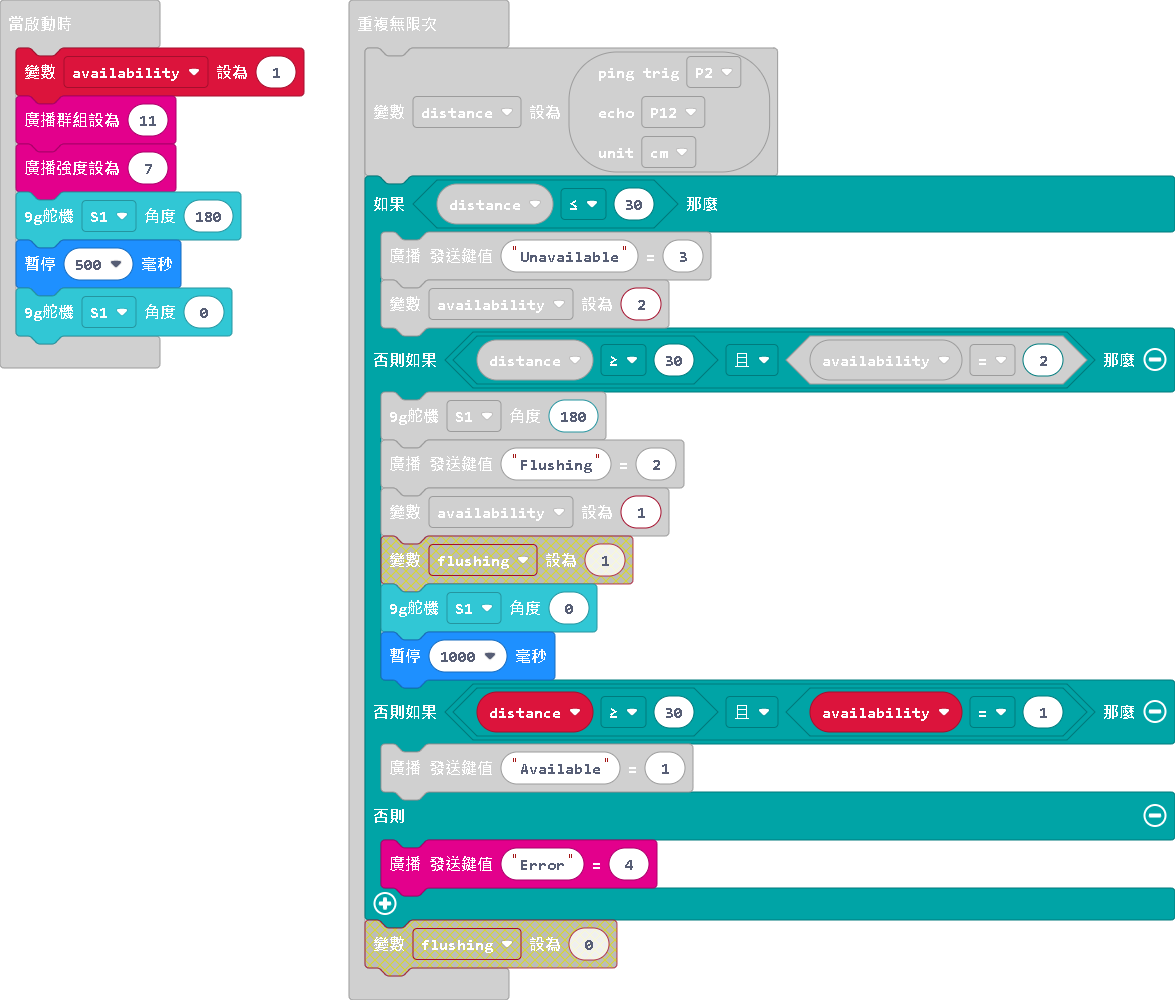 當啟動時
變數 availability 設為 1
廣播群組設為 11
廣播強度設為 7
9g舵機 S1 角度 180
暫停 500 毫秒
9g舵機 S1 角度 0
重複無限次
變數 distance 設為 ping trig P2
echo P12
unit cm
如果 distance ≤ 30 那麼
廣播 發送鍵值 "Unavailable" = 3
變數 availability 設為 2
否則如果 distance ≥ 30 且 availability = 2 那麼
9g舵機 S1 角度 180
廣播 發送鍵值 "Flushing" = 2
變數 availability 設為 1
變數 flushing 設為 1
9g舵機 S1 角度 0
暫停 1000 毫秒
否則如果 distance ≥ 30 且 availability = 1 那麼
廣播 發送鍵值 "Available" = 1
否則
廣播 發送鍵值 "Error" = 4
變數 flushing 設為 0